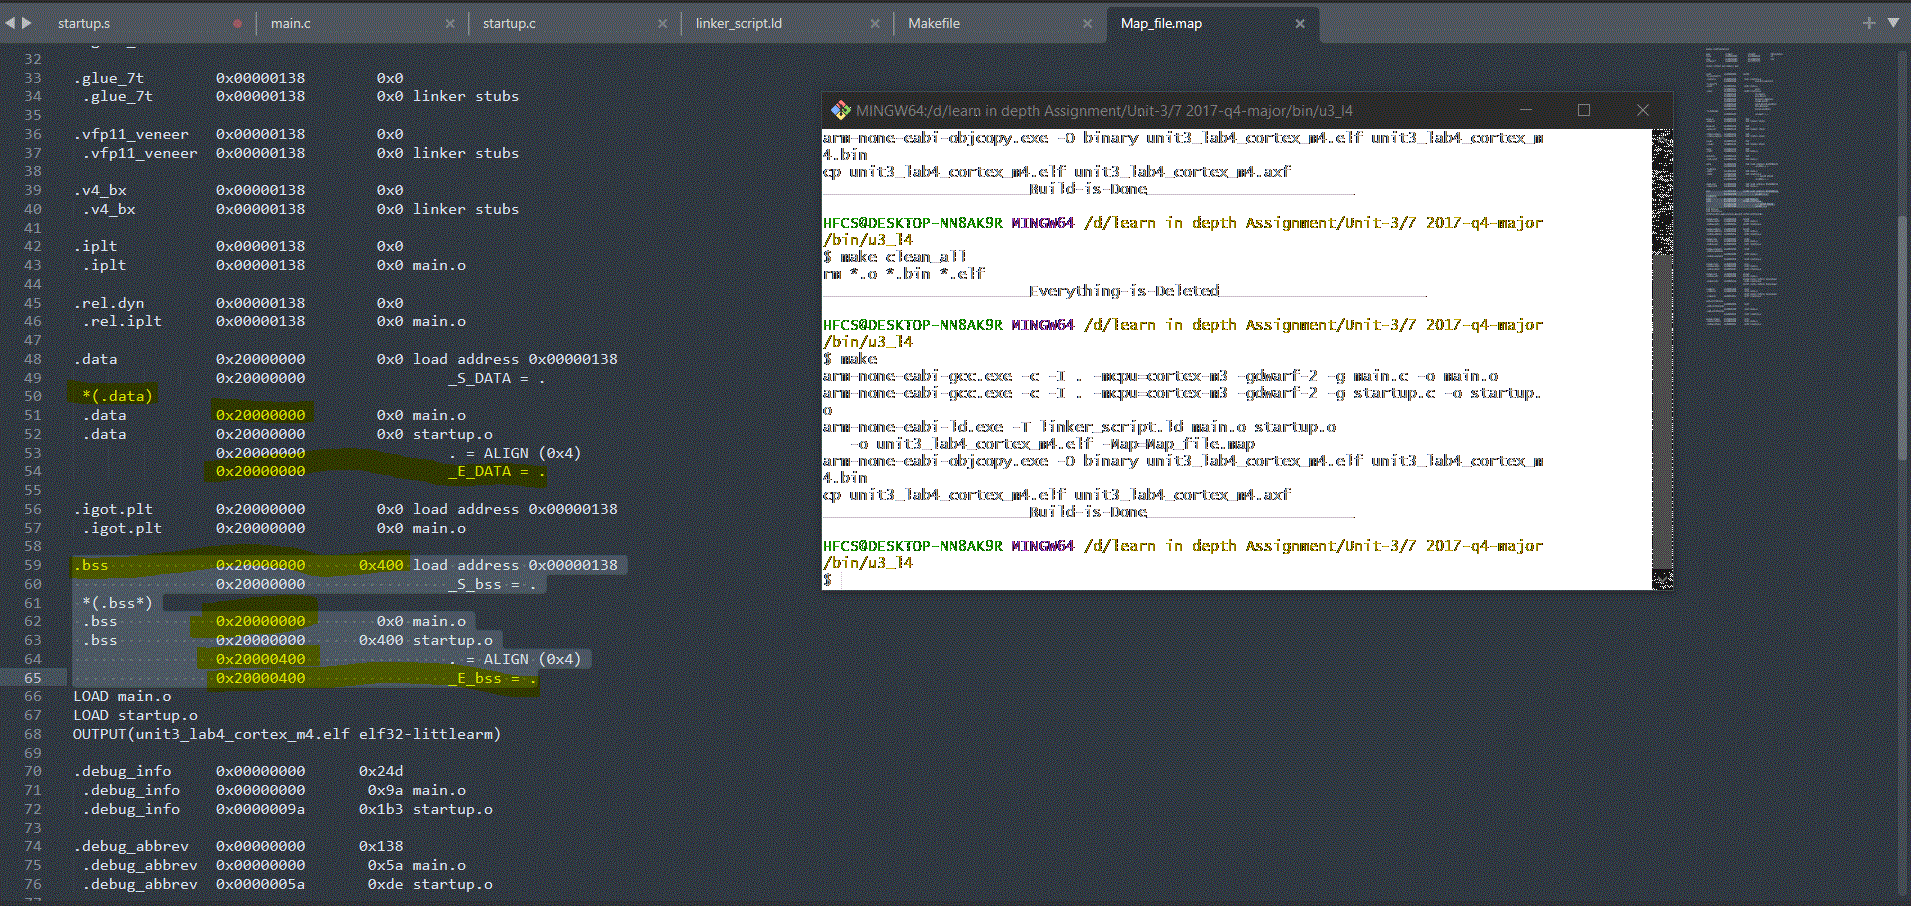 startup.s main.c startup.c linker_script.ld Makefile Map_file.map
32
33 .glue_7t 0x00000138 0x0
34 .glue_7t 0x00000138 0x0 linker stubs
35
36 .vfp11_veneer 0x00000138 0x0
37 .vfp11_veneer 0x00000138 0x0 linker stubs
38
39 .v4_bx 0x00000138 0x0
40 .v4_bx 0x00000138 0x0 linker stubs
41
42 .iplt 0x00000138 0x0
43 .iplt 0x00000138 0x0 main.o
44
45 .rel.dyn 0x00000138 0x0
46 .rel.iplt 0x00000138 0x0 main.o
47
48 .data 0x20000000 0x0 load address 0x00000138
49 0x20000000 _S_DATA = .
50 *(.data)
51 .data 0x20000000 0x0 main.o
52 .data 0x20000000 0x0 startup.o
53 0x20000000 . = ALIGN (0x4)
54 0x20000000 _E_DATA = .
55
56 .igot.plt 0x20000000 0x0 load address 0x00000138
57 .igot.plt 0x20000000 0x0 main.o
58
59 .bss 0x20000000 0x400 load address 0x00000138
60 0x20000000 _S_bss = .
61 *(.bss*)
62 .bss 0x20000000 0x0 main.o
63 .bss 0x20000000 0x400 startup.o
64 0x20000400 . = ALIGN (0x4)
65 0x20000400 _E_bss = .
66 LOAD main.o
67 LOAD startup.o
68 OUTPUT(unit3_lab4_cortex_m4.elf elf32-littlearm)
69
70 .debug_info 0x00000000 0x24d
71 .debug_info 0x00000000 0x9a main.o
72 .debug_info 0x0000009a 0x1b3 startup.o
73
74 .debug_abbrev 0x00000000 0x138
75 .debug_abbrev 0x00000000 0x5a main.o
76 .debug_abbrev 0x0000005a 0xde startup.o
MINGW64:/d/learn in depth Assignment/Unit-3/7 2017-q4-major/bin/u3_l4
arm-none-eabi-objcopy.exe -O binary unit3_lab4_cortex_m4.elf unit3_lab4_cortex_m
4.bin
cp unit3_lab4_cortex_m4.elf unit3_lab4_cortex_m4.axf
_______________________Build-is-Done_______________________
HFCS@DESKTOP-NN8AK9R MINGW64 /d/learn in depth Assignment/Unit-3/7 2017-q4-major
/bin/u3_l4
$ make clean_all
rm *.o *.bin *.elf
_______________________Everything-is-Deleted_______________________
HFCS@DESKTOP-NN8AK9R MINGW64 /d/learn in depth Assignment/Unit-3/7 2017-q4-major
/bin/u3_l4
$ make
arm-none-eabi-gcc.exe -c -I . -mcpu=cortex-m3 -gdwarf-2 -g main.c -o main.o
arm-none-eabi-gcc.exe -c -I . -mcpu=cortex-m3 -gdwarf-2 -g startup.c -o startup.
o
arm-none-eabi-ld.exe -T linker_script.ld main.o startup.o
-o unit3_lab4_cortex_m4.elf -Map=Map_file.map
arm-none-eabi-objcopy.exe -O binary unit3_lab4_cortex_m4.elf unit3_lab4_cortex_m
4.bin
cp unit3_lab4_cortex_m4.elf unit3_lab4_cortex_m4.axf
_______________________Build-is-Done_______________________
HFCS@DESKTOP-NN8AK9R MINGW64 /d/learn in depth Assignment/Unit-3/7 2017-q4-major
/bin/u3_l4
$